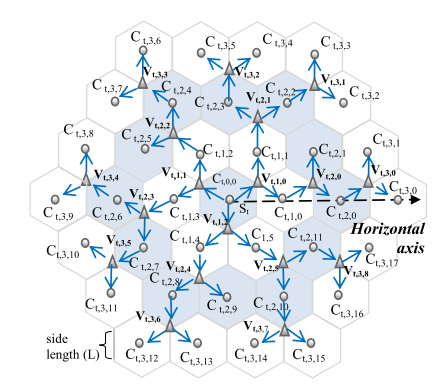 C t,3,6
C t,3,5
C t,3,4
C t,3,3
V t,3,3
V t,3,2
V t,3,1
C t,3,7
C t,2,4
C t,2,3
C t,2,2
C t,3,2
V t,2,1
V t,2,2
C t,3,8
C t,2,5
C t,1,2
C t,1,1
C t,2,1
C t,3,1
V t,3,4
V t,1,1
C t,0,0
V t,1,0
V t,2,0
V t,3,0
C t,3,0
C t,3,9
C t,2,6
V t,2,3
C t,1,3
S t
C t,1,0
C t,2,0
V t,1,2
Horizontal
axis
C t,3,10
V t,3,5
C t,1,4
C t,1,5
C t,2,11
C t,3,17
C t,2,7
V t,2,4
V t,2,5
V t,3,8
C t,2,8
C t,3,11
C t,2,9
C t,2,10
C t,3,16
V t,3,6
V t,3,7
side
length (L)
C t,3,12
C t,3,13
C t,3,14
C t,3,15